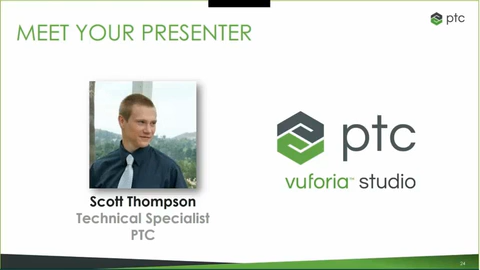 MEET YOUR PRESENTER
ptc
ptc
vuforia™ studio
Scott Thompson
Technical Specialist
PTC
24